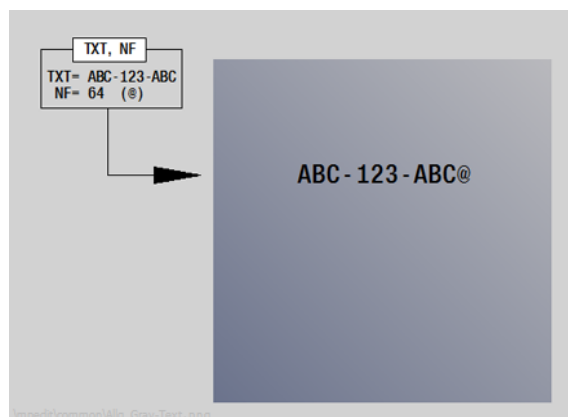 TXT, NF
TXT= ABC-123-ABC
NF= 64 (@)
ABC-123-ABC@